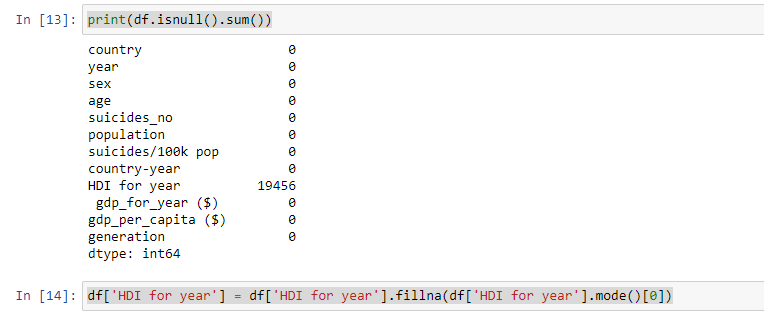 In [13]: print(df.isnull().sum())
country 0
year 0
sex 0
age 0
suicides_no 0
population 0
suicides/100k pop 0
country-year 0
HDI for year 19456
 gdp_for_year ($) 0
gdp_per_capita ($) 0
generation 0
dtype: int64
In [14]: df['HDI for year'] = df['HDI for year'].fillna(df['HDI for year'].mode()[0])